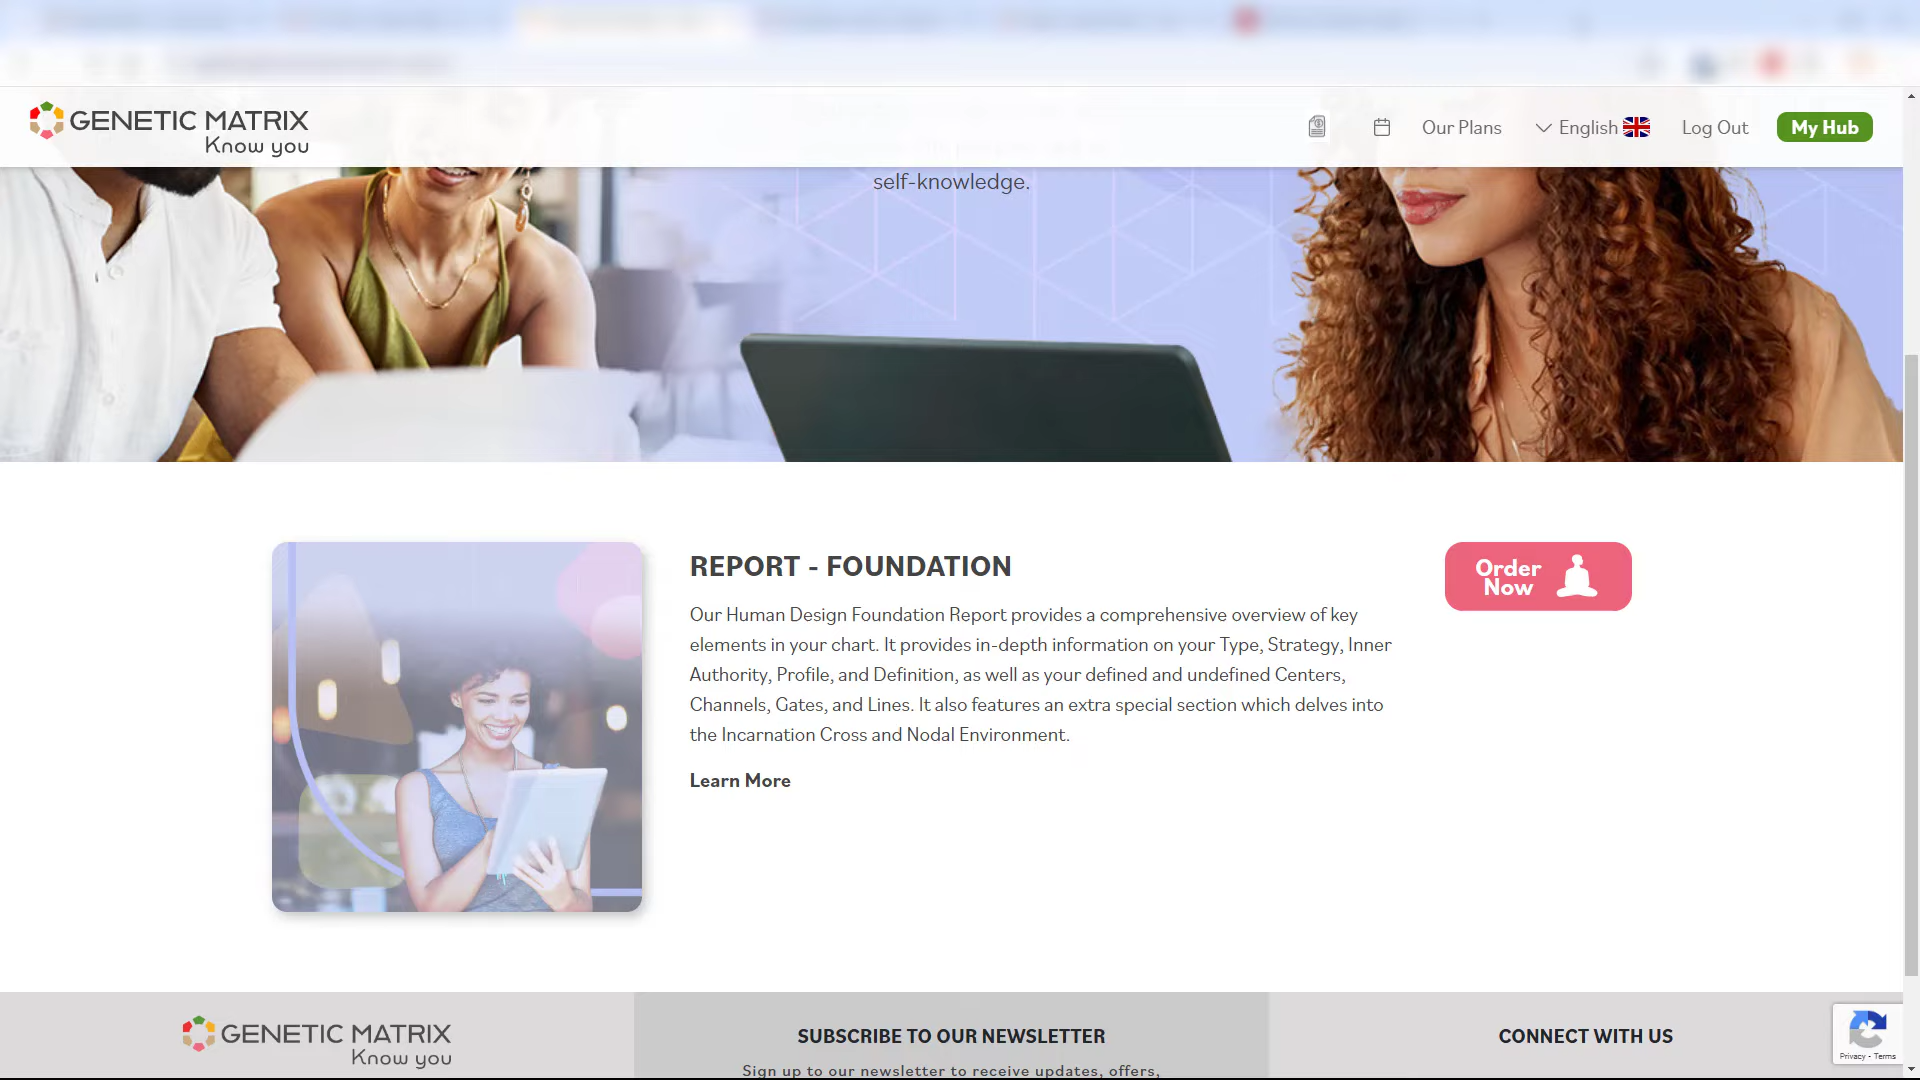 GENETIC MATRIX
Know you
Our Plans
English
Log Out
My Hub
self-knowledge.
REPORT - FOUNDATION
Our Human Design Foundation Report provides a comprehensive overview of key
elements in your chart. It provides in-depth information on your Type, Strategy, Inner
Authority, Profile, and Definition, as well as your defined and undefined Centers,
Channels, Gates, and Lines. It also features an extra special section which delves into
the Incarnation Cross and Nodal Environment.
Learn More
Order
Now
GENETIC MATRIX
Know you
SUBSCRIBE TO OUR NEWSLETTER
Sign up to our newsletter to receive updates, offers,
CONNECT WITH US
Privacy - Terms